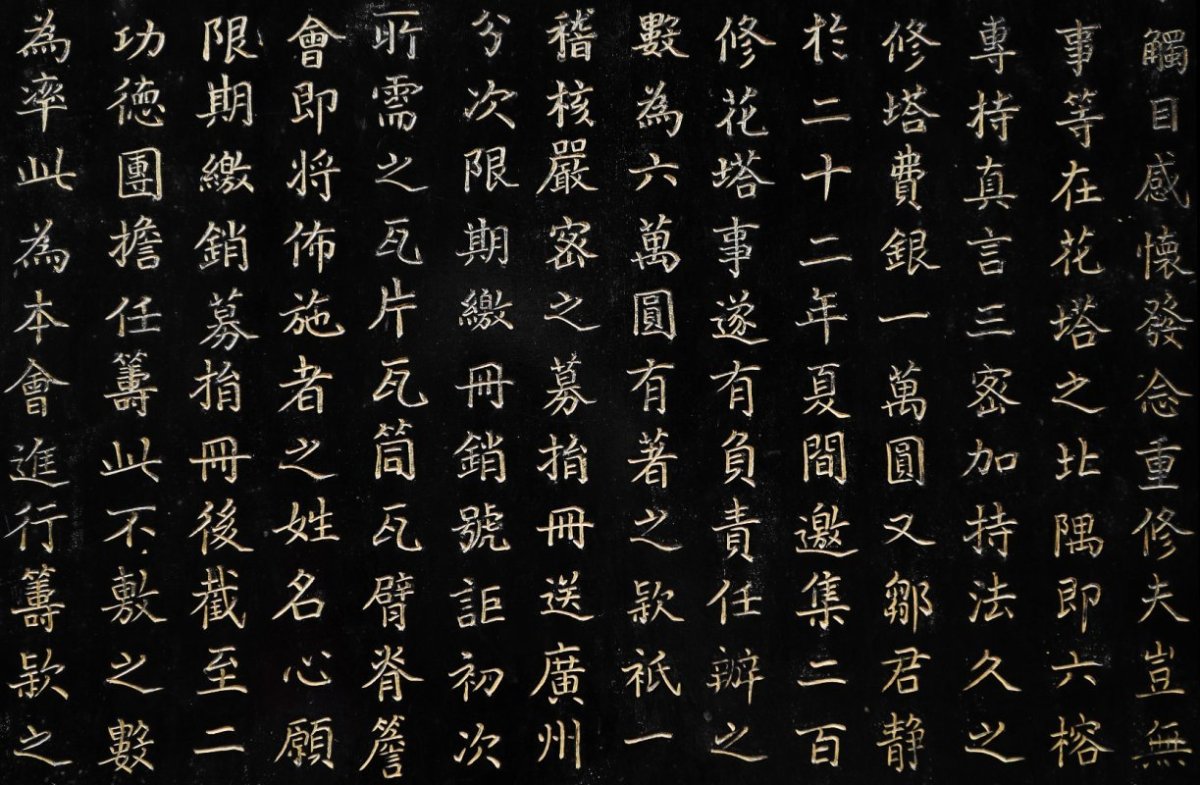 觸目感懷發念重修夫豈無
事等在花塔之北隅即六榕
專持真言三密加持法久之
修塔費銀一萬圓又鄒君静
於二十二年夏間邀集二百
修花塔事遂有負責任辦之
數為六萬圓有著之款祇一
稽核嚴密之募捐冊送廣州
分次限期繳冊銷號詎初次
所需之瓦片瓦筒瓦臂脊簷
會即将佈施者之姓名心願
限期繳銷募捐冊後截至二
功德團擔任籌此不敷之數
為率此為本會進行籌款之